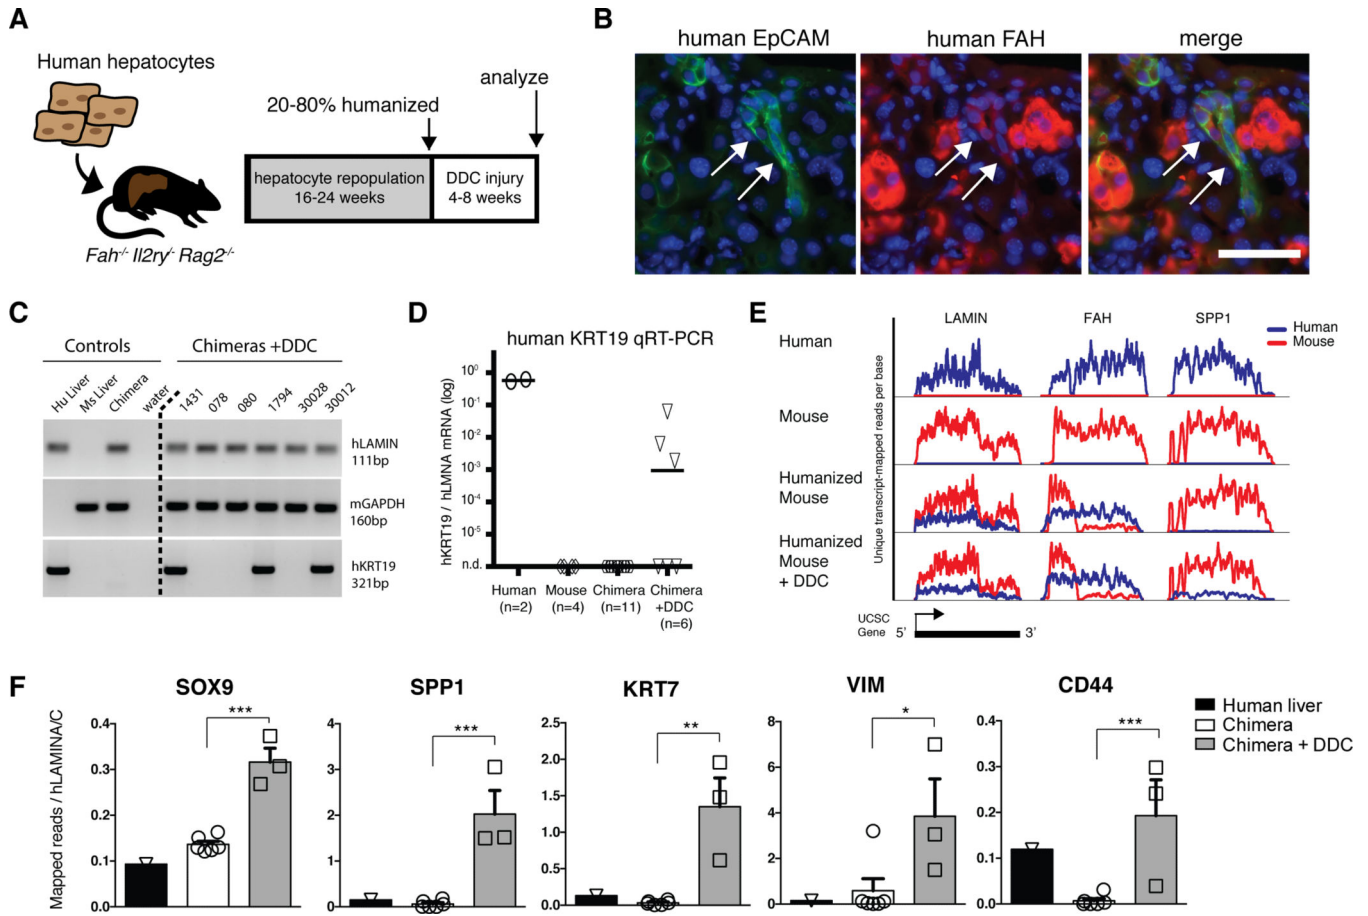 A
Human hepatocytes
20-80% humanized
analyze
hepatocyte repopulation
16-24 weeks
DDC injury
4-8 weeks
Fah-/- Il2rγ/- Rag2-/-
B
human EpCAM
human FAH
merge
C
Controls
Chimeras +DDC
Hu Liver
Ms Liver
Chimera
water
1431
078
080
1794
30028
30012
hLAMIN
111bp
mGAPDH
160bp
hKRT19
321bp
D
human KRT19 qRT-PCR
hKRT19 / hLMNA mRNA (log)
10^0
10^-1
10^-2
10^-3
10^-4
10^-5
n.d.
Human
(n=2)
Mouse
(n=4)
Chimera
(n=11)
Chimera
+DDC
(n=6)
E
LAMIN
FAH
SPP1
Human
Mouse
Human
Mouse
Humanized
Mouse
Humanized
Mouse
+ DDC
Unique transcript-mapped reads per base
UCSC
Gene
5'
3'
F
Mapped reads / hLAMINA/C
SOX9
0.4
0.3
0.2
0.1
0.0
***
SPP1
4
3
2
1
0
***
KRT7
2.5
2.0
1.5
1.0
0.5
0.0
**
VIM
8
6
4
2
0
*
CD44
0.4
0.3
0.2
0.1
0.0
***
Human liver
Chimera
Chimera + DDC